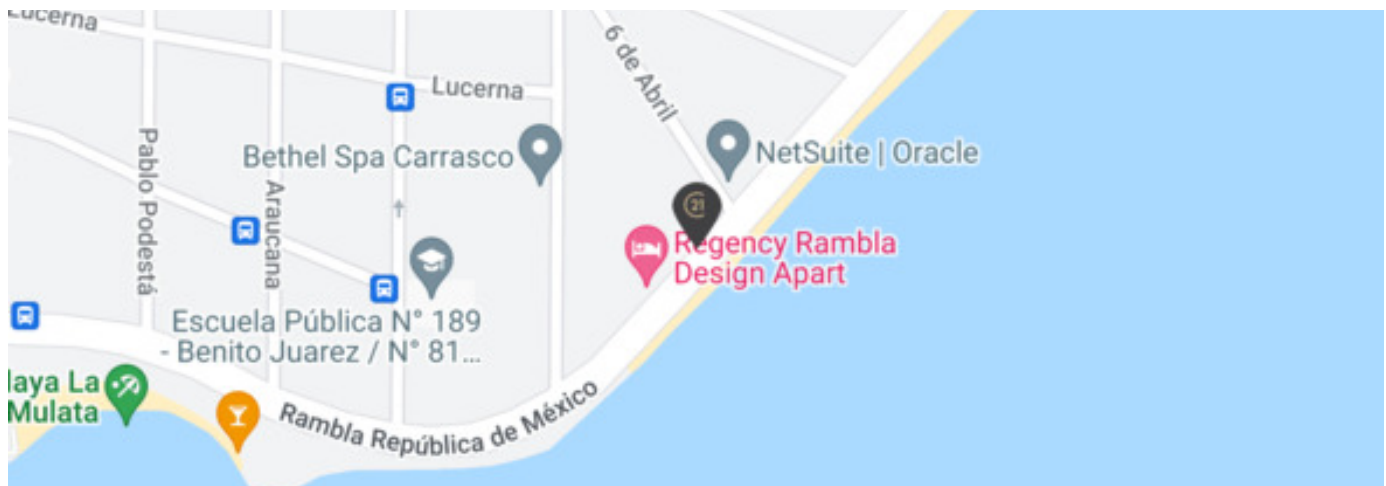 Lucerna
6 de Abril
Lucerna
Pablo Podestá
Bethel Spa Carrasco
NetSuite | Oracle
Araucana
21
Regency Rambla
Design Apart
Escuela Pública N° 189
- Benito Juarez / N° 81...
laya La
Mulata
Rambla República de México